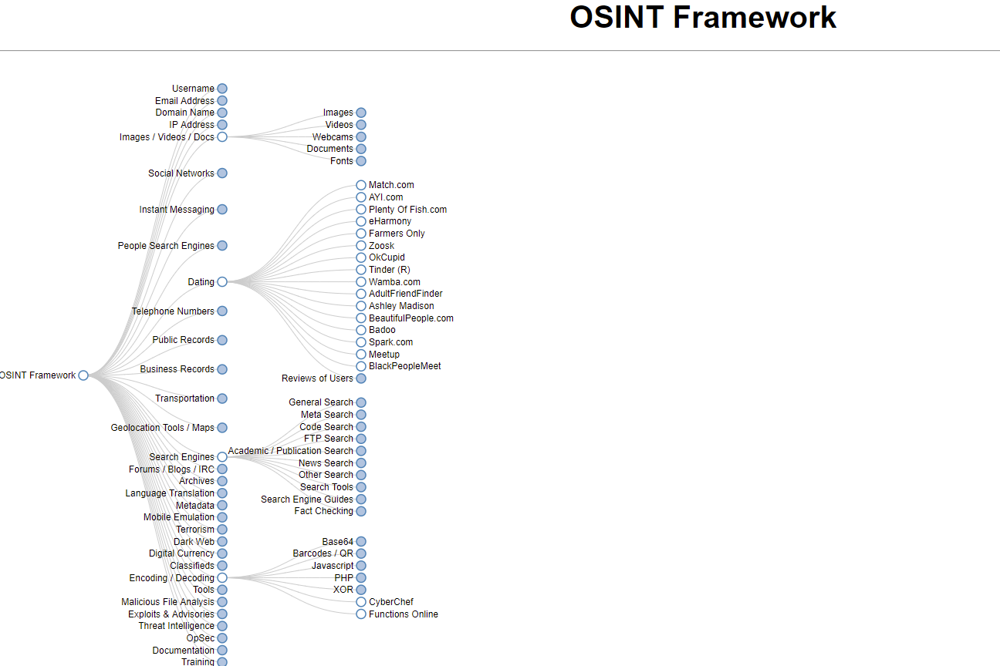 OSINT Framework
Username
Email Address
Domain Name
IP Address
Images / Videos / Docs
Social Networks
Instant Messaging
People Search Engines
Dating
Telephone Numbers
Public Records
Business Records
OSINT Framework
Transportation
Geolocation Tools / Maps
Search Engines
Forums / Blogs / IRC
Archives
Language Translation
Metadata
Mobile Emulation
Terrorism
Dark Web
Digital Currency
Classifieds
Encoding / Decoding
Tools
Malicious File Analysis
Exploits & Advisories
Threat Intelligence
OpSec
Documentation
Training
Images
Videos
Webcams
Documents
Fonts
Match.com
AYI.com
Plenty Of Fish.com
eHarmony
Farmers Only
Zoosk
OkCupid
Tinder (R)
Wamba.com
AdultFriendFinder
Ashley Madison
BeautifulPeople.com
Badoo
Spark.com
Meetup
BlackPeopleMeet
Reviews of Users
General Search
Meta Search
Code Search
FTP Search
Academic / Publication Search
News Search
Other Search
Search Tools
Search Engine Guides
Fact Checking
Base64
Barcodes / QR
Javascript
PHP
XOR
CyberChef
Functions Online